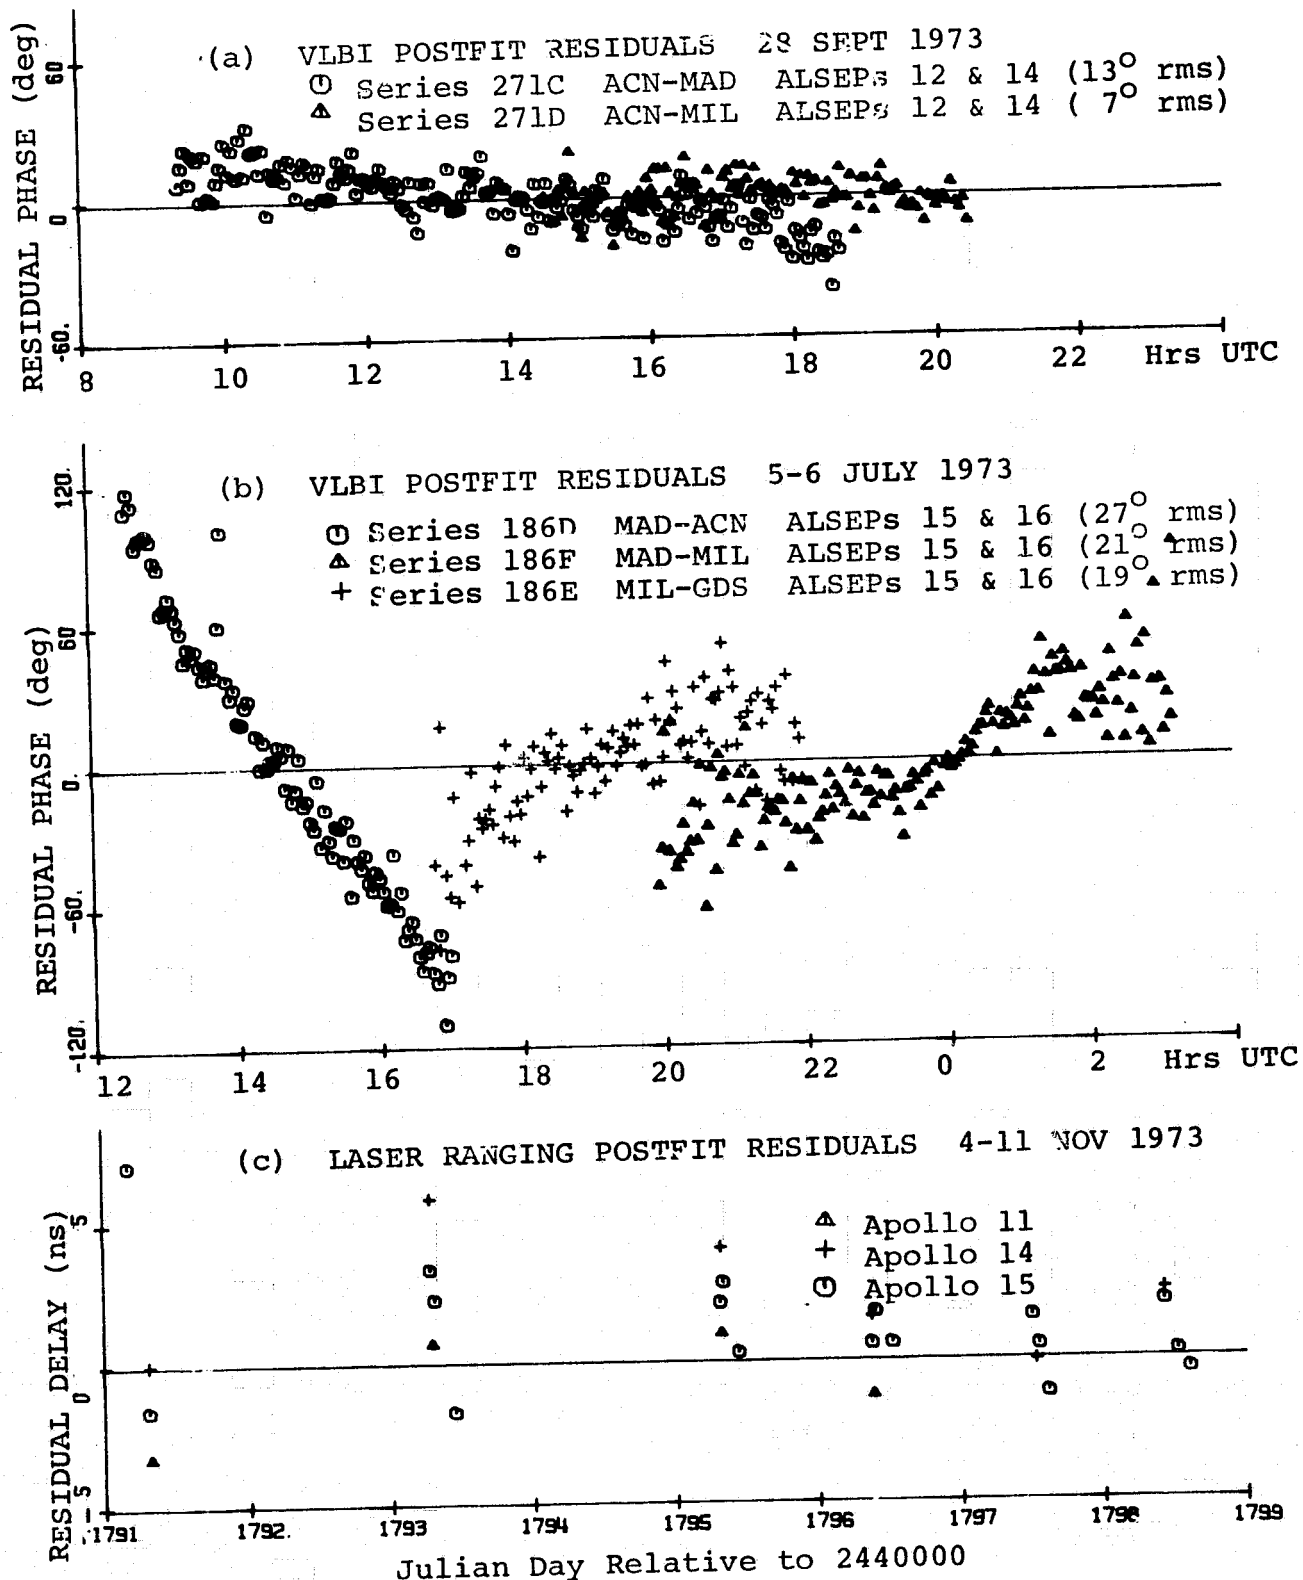 (a) VLBI POSTFIT RESIDUALS 28 SEPT 1973
Series 271C ACN-MAD ALSEPs 12 & 14 (13° rms)
Series 271D ACN-MIL ALSEPs 12 & 14 ( 7° rms)
RESIDUAL PHASE (deg)
60
0
-60.
8 10 12 14 16 18 20 22 Hrs UTC
(b) VLBI POSTFIT RESIDUALS 5-6 JULY 1973
Series 186D MAD-ACN ALSEPs 15 & 16 (27° rms)
Series 186F MAD-MIL ALSEPs 15 & 16 (21° rms)
+ Series 186E MIL-GDS ALSEPs 15 & 16 (19° rms)
RESIDUAL PHASE (deg)
120.
60
0.
-60.
-120.
12 14 16 18 20 22 0 2 Hrs UTC
(c) LASER RANGING POSTFIT RESIDUALS 4-11 NOV 1973
Apollo 11
+ Apollo 14
Apollo 15
RESIDUAL DELAY (ns)
5
0
-5
1791 1792. 1793 1794 1795 1796 1797 1798 1799
Julian Day Relative to 2440000